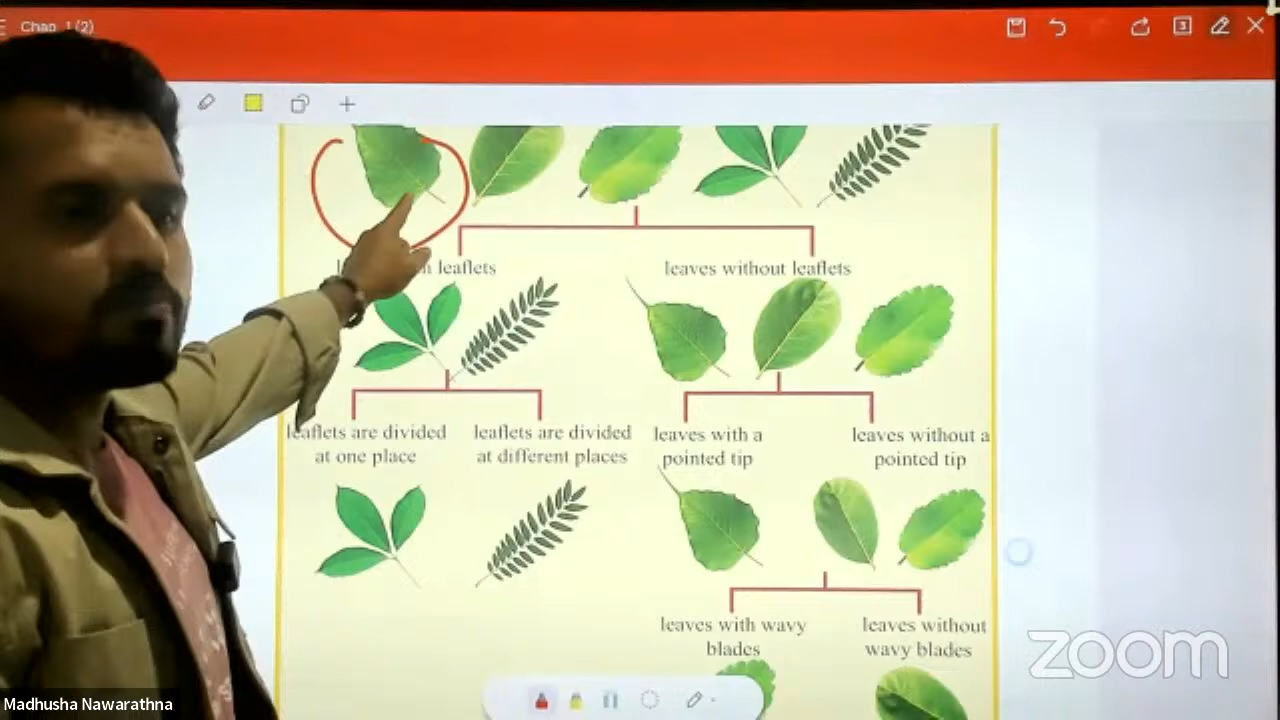 Chap 1 (2)
3
leaflets
leaves without leaflets
leaflets are divided
at one place
leaflets are divided
at different places
leaves with a
pointed tip
leaves without a
pointed tip
leaves with wavy
blades
leaves without
wavy blades
zoom
Madhusha Nawarathna